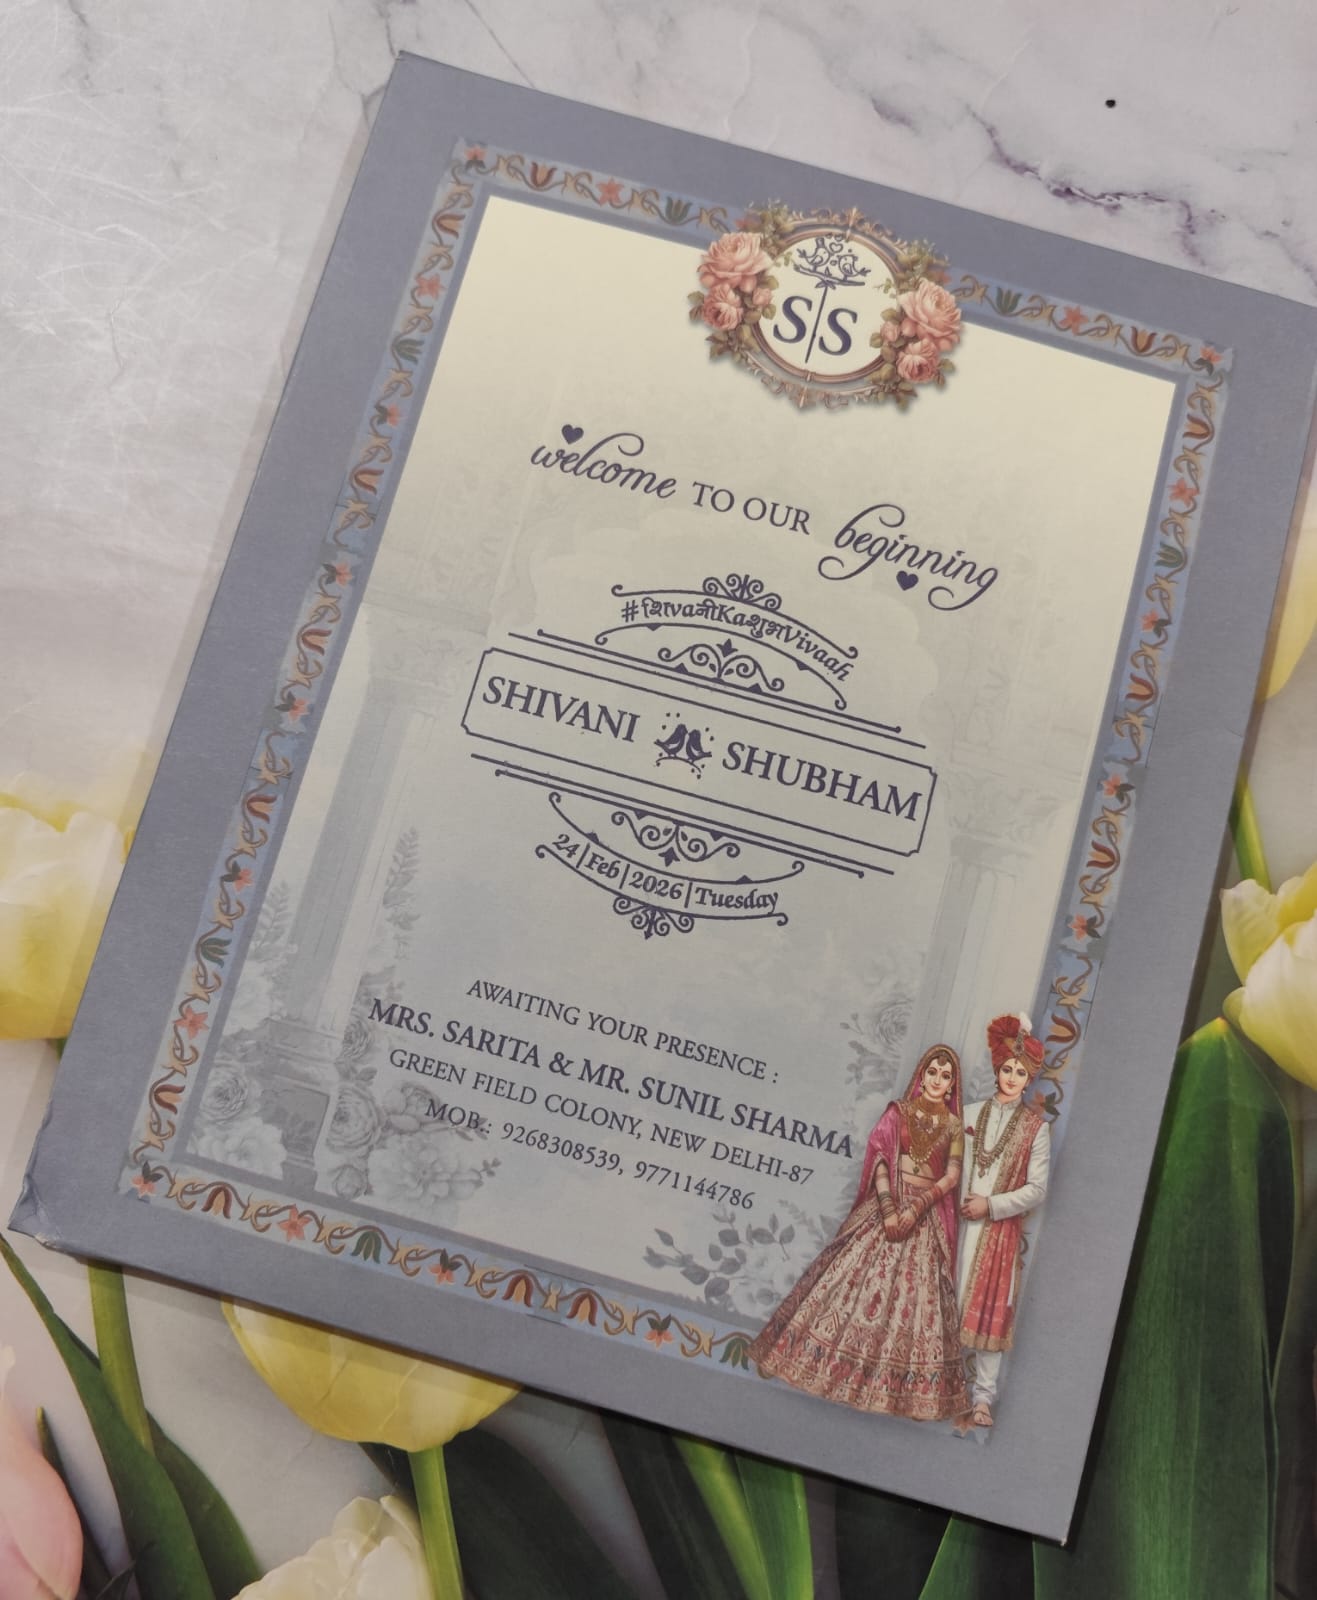 S S
welcome TO OUR beginning
#शिvaनीKaशुभVivaah
SHIVANI SHUBHAM
24|Feb|2026|Tuesday
AWAITING YOUR PRESENCE :
MRS. SARITA & MR. SUNIL SHARMA
GREEN FIELD COLONY, NEW DELHI-87
MOB.: 9268308539, 9771144786